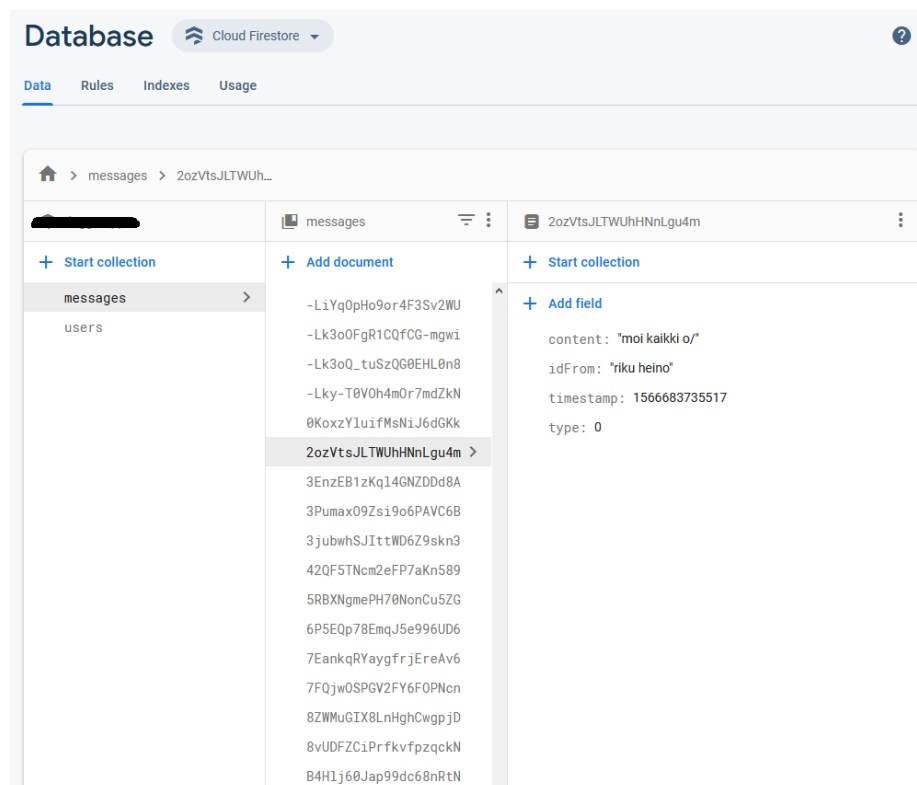 Database
Cloud Firestore
Data Rules Indexes Usage
messages > 2ozVtsJLTWUh…
messages
2ozVtsJLTWUhHNnLgu4m
+ Start collection
+ Add document
+ Start collection
messages
users
-LiYqOpHo9or4F3Sv2WU
-Lk3oOFgR1CQfCG-mgwi
-Lk3oQ_tuSzQG0EHL0n8
-Lky-T0VOh4mOr7mdZkN
0KoxzYluifMsNiJ6dGKk
2ozVtsJLTWUhHNnLgu4m
3EnzEB1zKql4GNZDDd8A
3PumaxO9Zsi9o6PAVC6B
3jubwhSJIttWD6Z9skn3
42QF5TNcm2eFP7aKn589
5RBXNgmePH70NonCu5ZG
6P5EQp78EmqJ5e996UD6
7EankqRYaygfrjEreAv6
7FQjwOSPGV2FY6FOPNcn
8ZWMuGIX8LnHghCwgpjD
8vUDFZCiPrfkvfpzqckN
B4Hlj60Jap99dc68nRtN
+ Add field
content: "moi kaikki o/"
idFrom: "riku heino"
timestamp: 1566683735517
type: 0